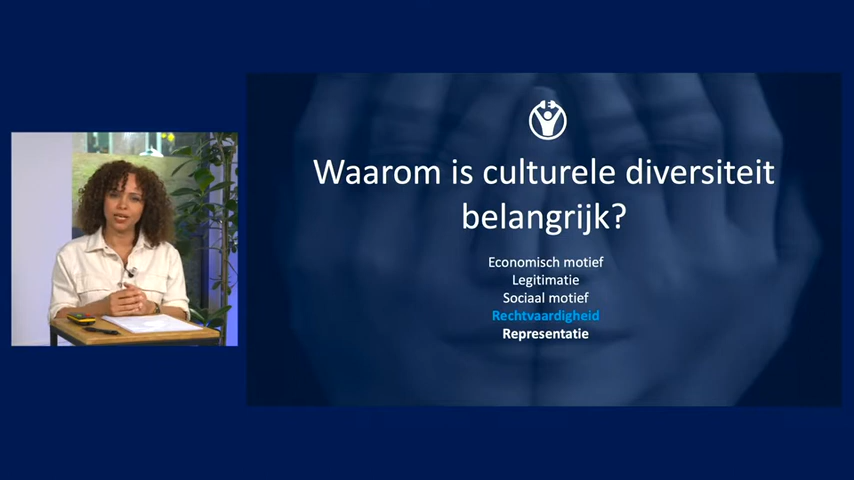 Waarom is culturele diversiteit
belangrijk?
Economisch motief
Legitimatie
Sociaal motief
Rechtvaardigheid
Representatie